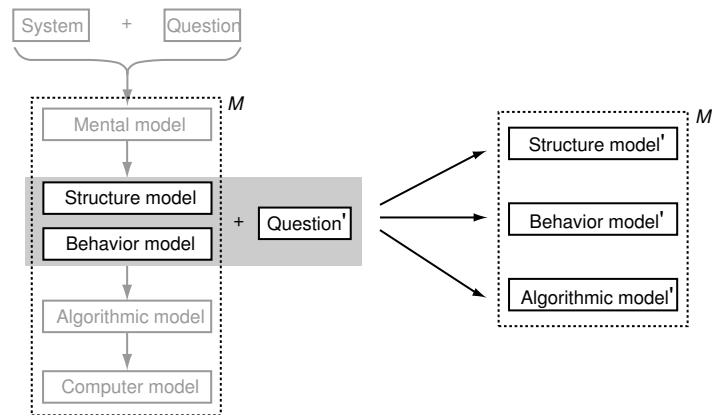 System + Question
M
Mental model
Structure model
Behavior model
+ Question'
Algorithmic model
Computer model
M'
Structure model'
Behavior model'
Algorithmic model'